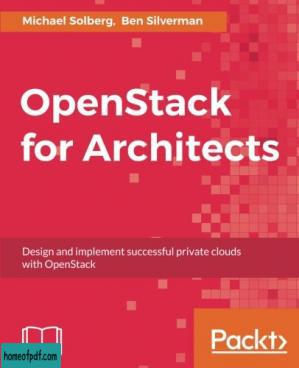 Michael Solberg, Ben Silverman
OpenStack
for Architects
Design and implement successful private clouds
with OpenStack
Packt>
homeofpdf.com